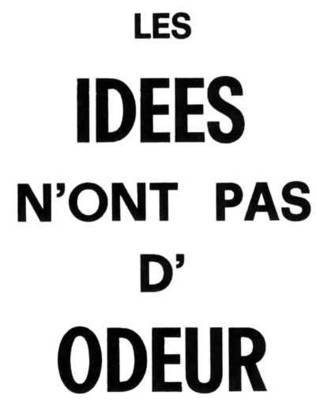 LES
IDEES
N'ONT PAS
D'
ODEUR